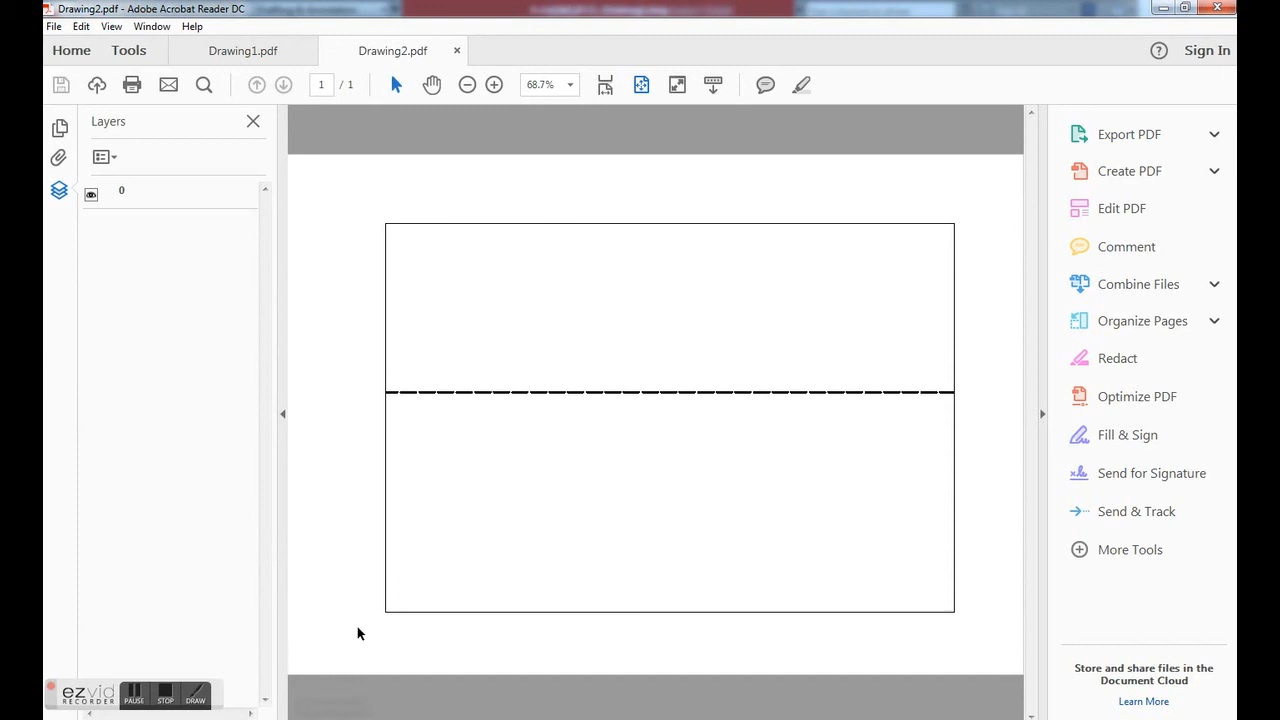 Drawing2.pdf - Adobe Acrobat Reader DC
File Edit View Window Help
Home Tools Drawing1.pdf Drawing2.pdf × ? Sign In
1 / 1 68.7%
Layers
0
Export PDF
Create PDF
Edit PDF
Comment
Combine Files
Organize Pages
Redact
Optimize PDF
Fill & Sign
Send for Signature
Send & Track
More Tools
Store and share files in the
Document Cloud
Learn More
ezvid
RECORDER
PAUSE STOP DRAW